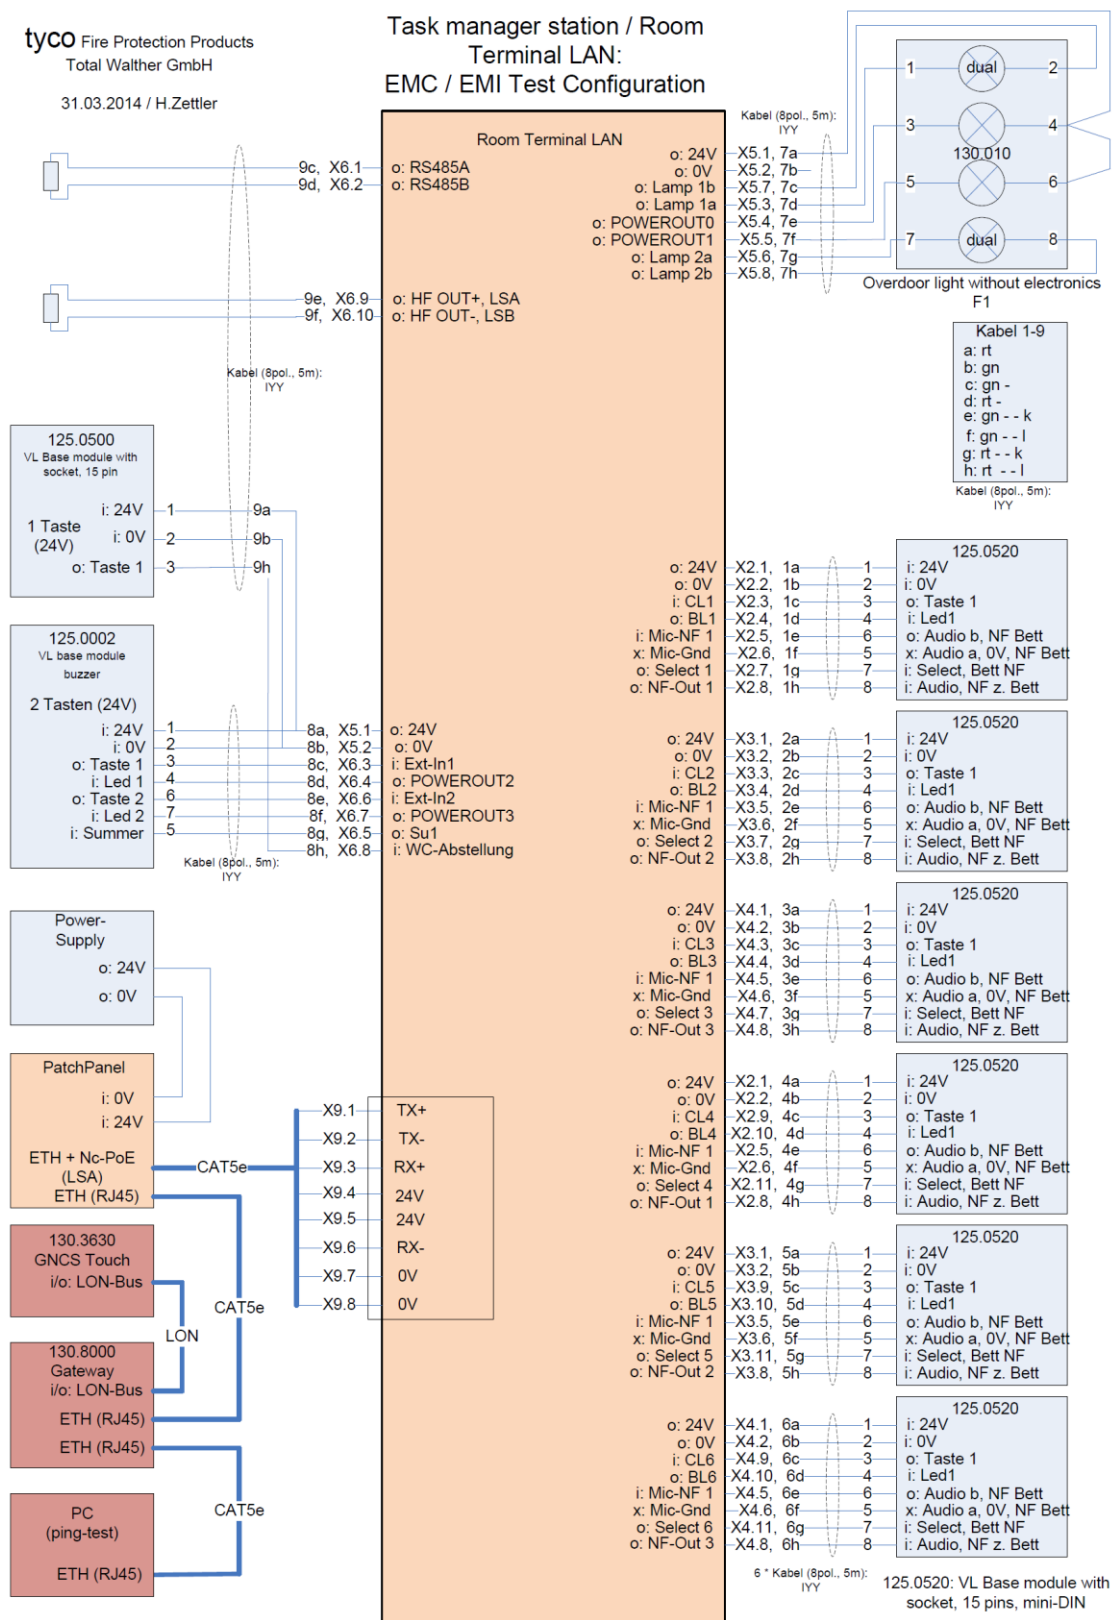 tyco Fire Protection Products
Total Walther GmbH
31.03.2014 / H.Zettler
Task manager station / Room
Terminal LAN:
EMC / EMI Test Configuration
Room Terminal LAN
9c, X6.1 o: RS485A
9d, X6.2 o: RS485B
9e, X6.9 o: HF OUT+, LSA
9f, X6.10 o: HF OUT-, LSB
Kabel (8pol., 5m):
IYY
125.0500
VL Base module with
socket, 15 pin
1 Taste
(24V)
i: 24V 1 9a
i: 0V 2 9b
o: Taste 1 3 9h
125.0002
VL base module
buzzer
2 Tasten (24V)
i: 24V 1 8a, X5.1 o: 24V
i: 0V 2 8b, X5.2 o: 0V
o: Taste 1 3 8c, X6.3 i: Ext-In1
i: Led 1 4 8d, X6.4 o: POWEROUT2
o: Taste 2 6 8e, X6.6 i: Ext-In2
i: Led 2 7 8f, X6.7 o: POWEROUT3
i: Summer 5 8g, X6.5 o: Su1
8h, X6.8 i: WC-Abstellung
Kabel (8pol., 5m):
IYY
Power-
Supply
o: 24V
o: 0V
PatchPanel
i: 0V
i: 24V
ETH + Nc-PoE
(LSA)
ETH (RJ45)
CAT5e
X9.1 TX+
X9.2 TX-
X9.3 RX+
X9.4 24V
X9.5 24V
X9.6 RX-
X9.7 0V
X9.8 0V
130.3630
GNCS Touch
i/o: LON-Bus
CAT5e
LON
130.8000
Gateway
i/o: LON-Bus
ETH (RJ45)
ETH (RJ45)
CAT5e
PC
(ping-test)
ETH (RJ45)
Kabel (8pol., 5m):
IYY
o: 24V X5.1, 7a
o: 0V X5.2, 7b
o: Lamp 1b X5.7, 7c
o: Lamp 1a X5.3, 7d
o: POWEROUT0 X5.4, 7e
o: POWEROUT1 X5.5, 7f
o: Lamp 2a X5.6, 7g
o: Lamp 2b X5.8, 7h
1 dual 2
3 4
130.010
5 6
7 dual 8
Overdoor light without electronics
F1
Kabel 1-9
a: rt
b: gn
c: gn -
d: rt -
e: gn - - k
f: gn - - l
g: rt - - k
h: rt - - l
Kabel (8pol., 5m):
IYY
125.0520
o: 24V X2.1, 1a 1 i: 24V
o: 0V X2.2, 1b 2 i: 0V
i: CL1 X2.3, 1c 3 o: Taste 1
o: BL1 X2.4, 1d 4 i: Led1
i: Mic-NF 1 X2.5, 1e 6 o: Audio b, NF Bett
x: Mic-Gnd X2.6, 1f 5 x: Audio a, 0V, NF Bett
o: Select 1 X2.7, 1g 7 i: Select, Bett NF
o: NF-Out 1 X2.8, 1h 8 i: Audio, NF z. Bett
125.0520
o: 24V X3.1, 2a 1 i: 24V
o: 0V X3.2, 2b 2 i: 0V
i: CL2 X3.3, 2c 3 o: Taste 1
o: BL2 X3.4, 2d 4 i: Led1
i: Mic-NF 1 X3.5, 2e 6 o: Audio b, NF Bett
x: Mic-Gnd X3.6, 2f 5 x: Audio a, 0V, NF Bett
o: Select 2 X3.7, 2g 7 i: Select, Bett NF
o: NF-Out 2 X3.8, 2h 8 i: Audio, NF z. Bett
125.0520
o: 24V X4.1, 3a 1 i: 24V
o: 0V X4.2, 3b 2 i: 0V
i: CL3 X4.3, 3c 3 o: Taste 1
o: BL3 X4.4, 3d 4 i: Led1
i: Mic-NF 1 X4.5, 3e 6 o: Audio b, NF Bett
x: Mic-Gnd X4.6, 3f 5 x: Audio a, 0V, NF Bett
o: Select 3 X4.7, 3g 7 i: Select, Bett NF
o: NF-Out 3 X4.8, 3h 8 i: Audio, NF z. Bett
125.0520
o: 24V X2.1, 4a 1 i: 24V
o: 0V X2.2, 4b 2 i: 0V
i: CL4 X2.9, 4c 3 o: Taste 1
o: BL4 X2.10, 4d 4 i: Led1
i: Mic-NF 1 X2.5, 4e 6 o: Audio b, NF Bett
x: Mic-Gnd X2.6, 4f 5 x: Audio a, 0V, NF Bett
o: Select 4 X2.11, 4g 7 i: Select, Bett NF
o: NF-Out 1 X2.8, 4h 8 i: Audio, NF z. Bett
125.0520
o: 24V X3.1, 5a 1 i: 24V
o: 0V X3.2, 5b 2 i: 0V
i: CL5 X3.9, 5c 3 o: Taste 1
o: BL5 X3.10, 5d 4 i: Led1
i: Mic-NF 1 X3.5, 5e 6 o: Audio b, NF Bett
x: Mic-Gnd X3.6, 5f 5 x: Audio a, 0V, NF Bett
o: Select 5 X3.11, 5g 7 i: Select, Bett NF
o: NF-Out 2 X3.8, 5h 8 i: Audio, NF z. Bett
125.0520
o: 24V X4.1, 6a 1 i: 24V
o: 0V X4.2, 6b 2 i: 0V
i: CL6 X4.9, 6c 3 o: Taste 1
o: BL6 X4.10, 6d 4 i: Led1
i: Mic-NF 1 X4.5, 6e 6 o: Audio b, NF Bett
x: Mic-Gnd X4.6, 6f 5 x: Audio a, 0V, NF Bett
o: Select 6 X4.11, 6g 7 i: Select, Bett NF
o: NF-Out 3 X4.8, 6h 8 i: Audio, NF z. Bett
6 * Kabel (8pol., 5m):
IYY
125.0520: VL Base module with
socket, 15 pins, mini-DIN